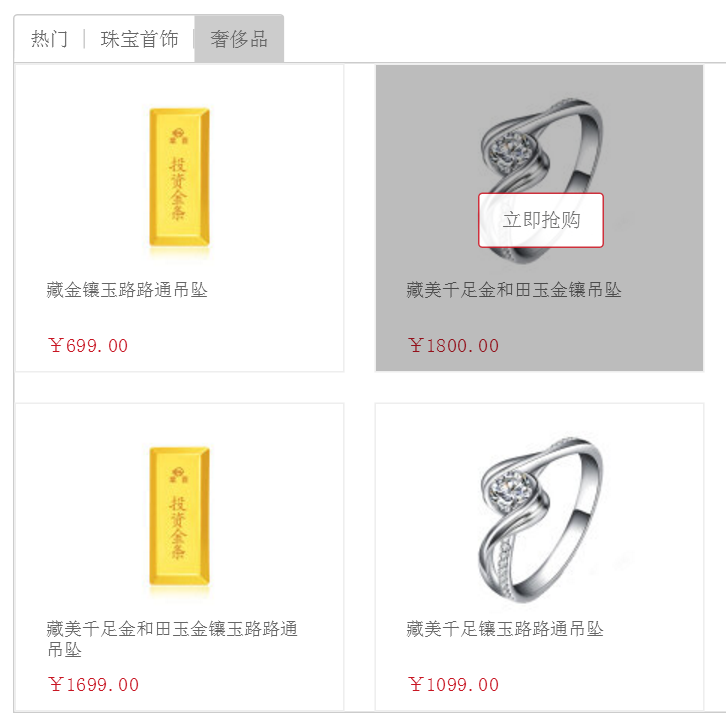 热门 | 珠宝首饰 | 奢侈品
投资金条
立即抢购
藏金镶玉路路通吊坠
藏美千足金和田玉金镶吊坠
￥699.00
￥1800.00
投资金条
藏美千足金和田玉金镶玉路路通
吊坠
藏美千足镶玉路路通吊坠
￥1699.00
￥1099.00